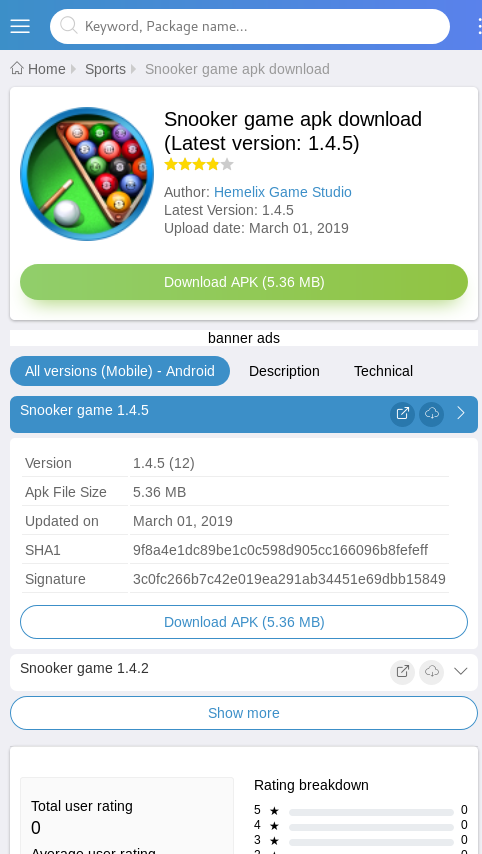 Keyword, Package name...
Home Sports Snooker game apk download
Snooker game apk download
(Latest version: 1.4.5)
Author: Hemelix Game Studio
Latest Version: 1.4.5
Upload date: March 01, 2019
Download APK (5.36 MB)
banner ads
All versions (Mobile) - Android Description Technical
Snooker game 1.4.5
Version 1.4.5 (12)
Apk File Size 5.36 MB
Updated on March 01, 2019
SHA1 9f8a4e1dc89be1c0c598d905cc166096b8fefeff
Signature 3c0fc266b7c42e019ea291ab34451e69dbb15849
Download APK (5.36 MB)
Snooker game 1.4.2
Show more
Total user rating
0
Average user rating
Rating breakdown
5 ★ 0
4 ★ 0
3 ★ 0